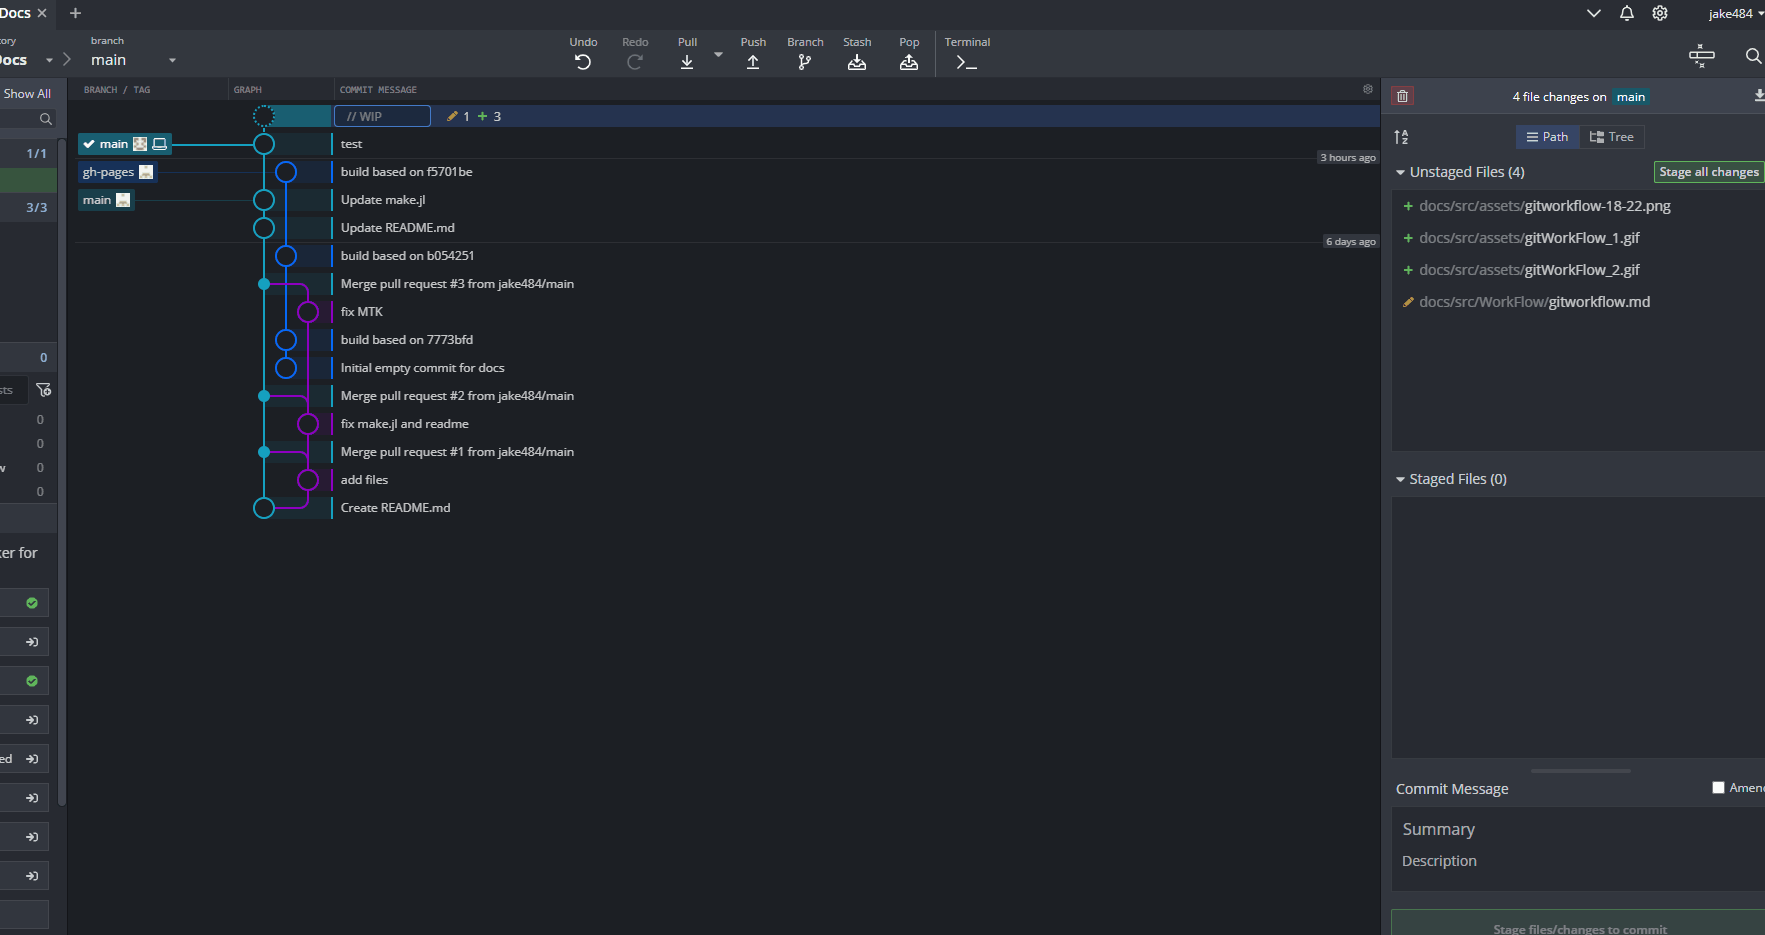 Docs
jake484
tory
Docs
branch
main
Undo
Redo
Pull
Push
Branch
Stash
Pop
Terminal
Show All
1/1
3/3
0
sts
0
0
w 0
0
ker for
ed
BRANCH / TAG
GRAPH
COMMIT MESSAGE
// WIP 1 3
main test
3 hours ago
gh-pages build based on f5701be
main Update make.jl
Update README.md
6 days ago
build based on b054251
Merge pull request #3 from jake484/main
fix MTK
build based on 7773bfd
Initial empty commit for docs
Merge pull request #2 from jake484/main
fix make.jl and readme
Merge pull request #1 from jake484/main
add files
Create README.md
4 file changes on main
Path
Tree
Unstaged Files (4)
Stage all changes
docs/src/assets/gitworkflow-18-22.png
docs/src/assets/gitWorkFlow_1.gif
docs/src/assets/gitWorkFlow_2.gif
docs/src/WorkFlow/gitworkflow.md
Staged Files (0)
Commit Message
Amend
Summary
Description
Stage files/changes to commit